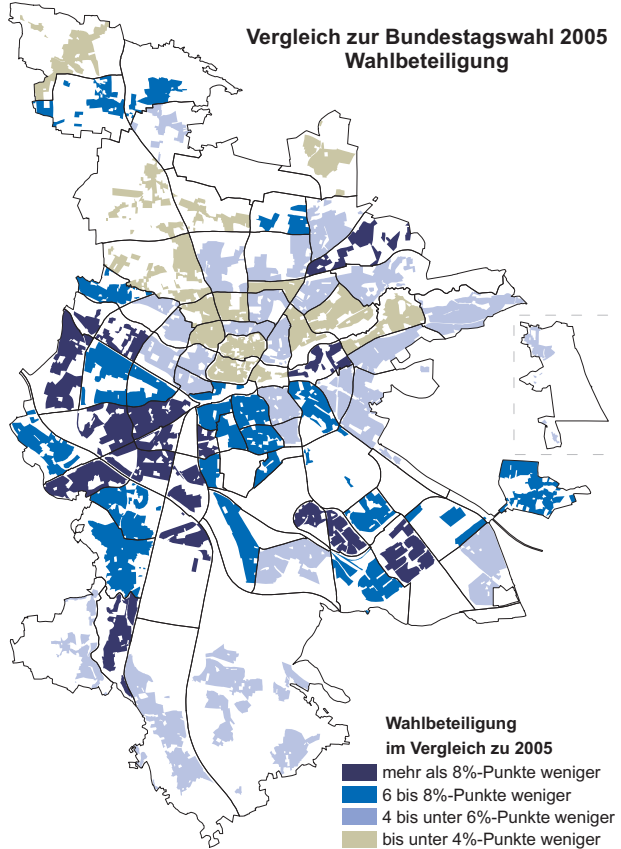 Vergleich zur Bundestagswahl 2005
Wahlbeteiligung
Wahlbeteiligung
im Vergleich zu 2005
mehr als 8%-Punkte weniger
6 bis 8%-Punkte weniger
4 bis unter 6%-Punkte weniger
bis unter 4%-Punkte weniger